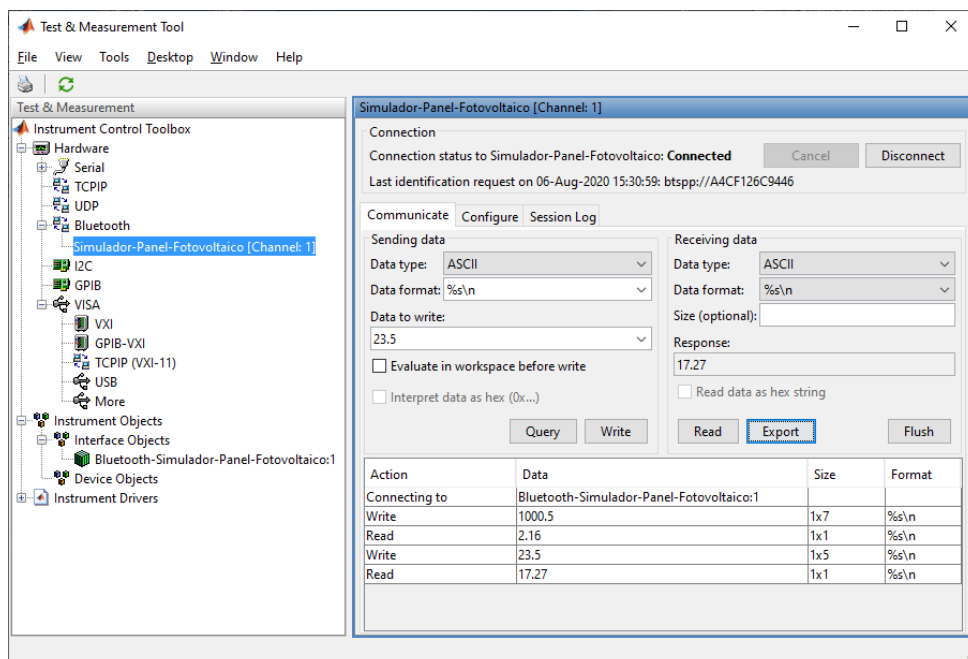 Test & Measurement Tool
File View Tools Desktop Window Help
Test & Measurement
Instrument Control Toolbox
Hardware
Serial
TCPIP
UDP
Bluetooth
Simulador-Panel-Fotovoltaico [Channel: 1]
I2C
GPIB
VISA
VXI
GPIB-VXI
TCPIP (VXI-11)
USB
More
Instrument Objects
Interface Objects
Bluetooth-Simulador-Panel-Fotovoltaico:1
Device Objects
Instrument Drivers
Simulador-Panel-Fotovoltaico [Channel: 1]
Connection
Connection status to Simulador-Panel-Fotovoltaico: Connected Cancel Disconnect
Last identification request on 06-Aug-2020 15:30:59: btspp://A4CF126C9446
Communicate Configure Session Log
Sending data
Data type: ASCII
Data format: %s\n
Data to write:
23.5
Evaluate in workspace before write
Interpret data as hex (0x...)
Query Write
Receiving data
Data type: ASCII
Data format: %s\n
Size (optional):
Response:
17.27
Read data as hex string
Read Export Flush
Action Data Size Format
Connecting to Bluetooth-Simulador-Panel-Fotovoltaico:1
Write 1000.5 1x7 %s\n
Read 2.16 1x1 %s\n
Write 23.5 1x5 %s\n
Read 17.27 1x1 %s\n